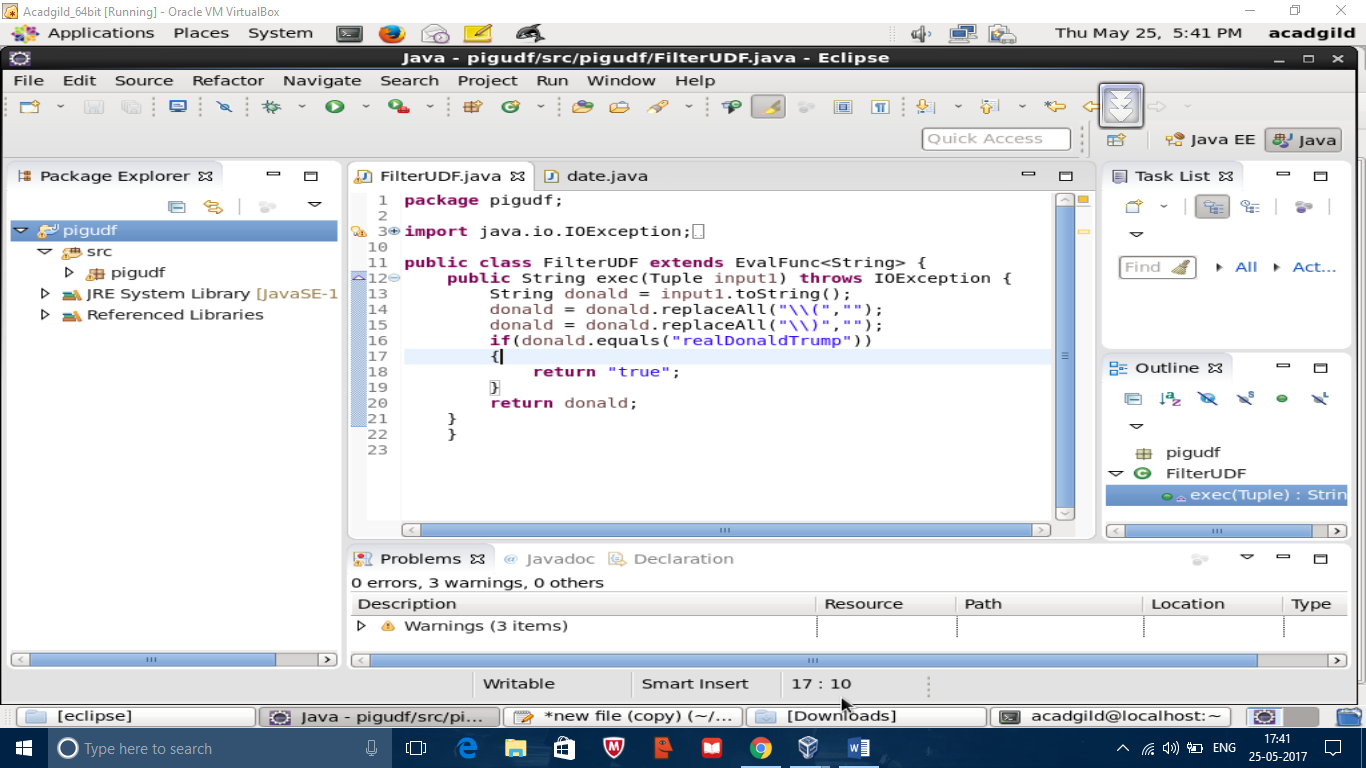 Acadgild_64bit [Running] - Oracle VM VirtualBox
Applications Places System Thu May 25, 5:41 PM acadgild
Java - pigudf/src/pigudf/FilterUDF.java - Eclipse
File Edit Source Refactor Navigate Search Project Run Window Help
Quick Access Java EE Java
Package Explorer
pigudf
src
pigudf
JRE System Library [JavaSE-1
Referenced Libraries
FilterUDF.java date.java
1 package pigudf;
2
3 import java.io.IOException;
10
11 public class FilterUDF extends EvalFunc<String> {
12 public String exec(Tuple input1) throws IOException {
13 String donald = input1.toString();
14 donald = donald.replaceAll("\\(","");
15 donald = donald.replaceAll("\\)","");
16 if(donald.equals("realDonaldTrump"))
17 {
18 return "true";
19 }
20 return donald;
21 }
22 }
23
Task List
Find All Act...
Outline
pigudf
FilterUDF
exec(Tuple) : Strin
Problems Javadoc Declaration
0 errors, 3 warnings, 0 others
Description Resource Path Location Type
Warnings (3 items)
Writable Smart Insert 17 : 10
[eclipse] Java - pigudf/src/pi... *new file (copy) (~/... [Downloads] acadgild@localhost:~
Type here to search ENG 17:41
25-05-2017